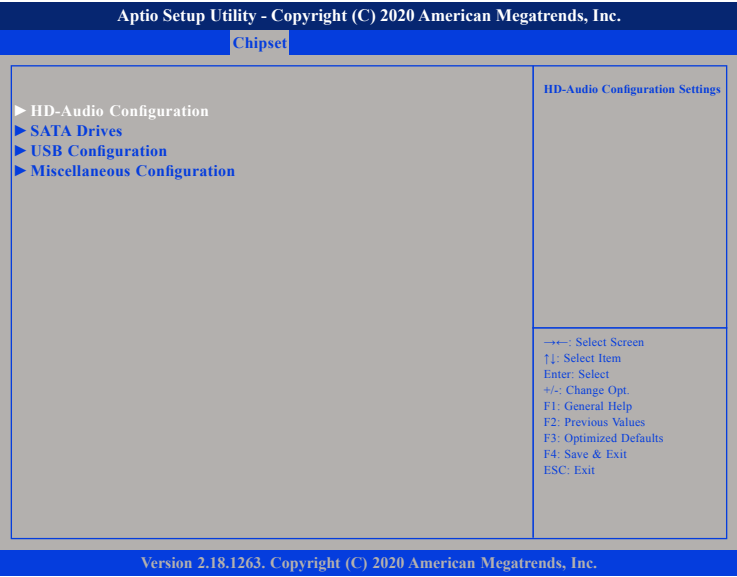 Aptio Setup Utility - Copyright (C) 2020 American Megatrends, Inc.
Chipset
► HD-Audio Configuration
► SATA Drives
► USB Configuration
► Miscellaneous Configuration
HD-Audio Configuration Settings
→←: Select Screen
↑↓: Select Item
Enter: Select
+/-: Change Opt.
F1: General Help
F2: Previous Values
F3: Optimized Defaults
F4: Save & Exit
ESC: Exit
Version 2.18.1263. Copyright (C) 2020 American Megatrends, Inc.